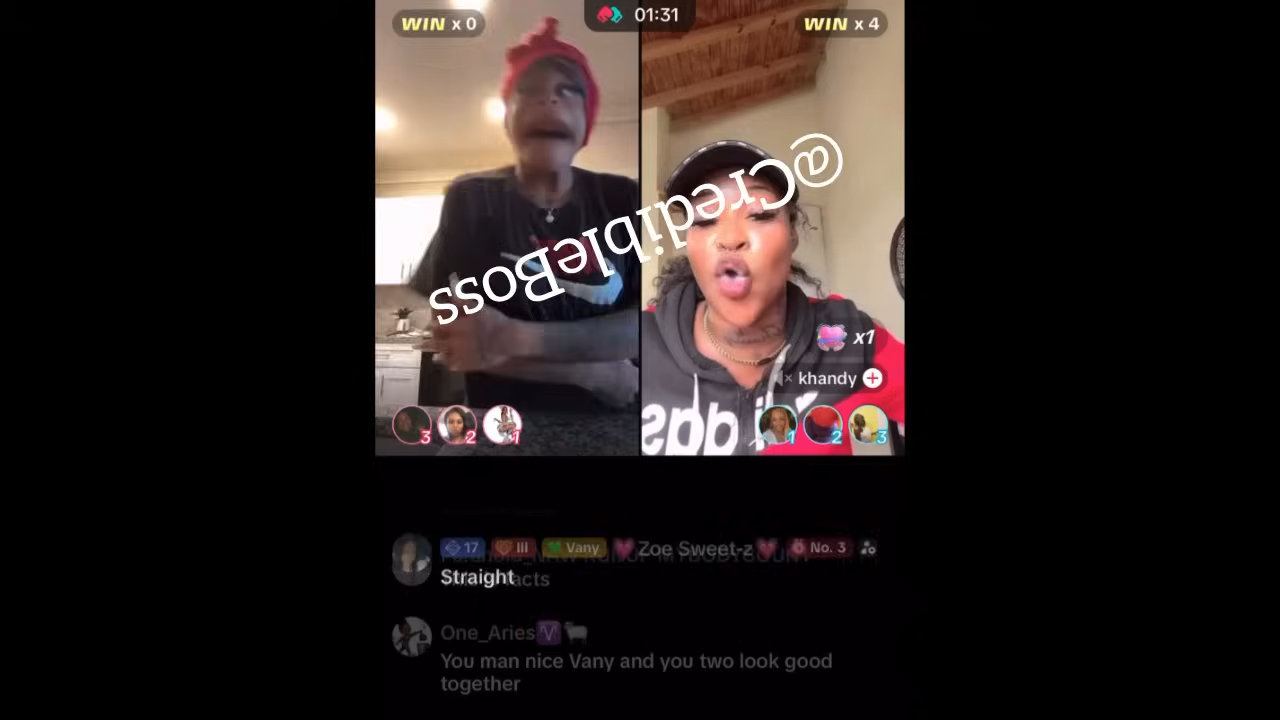 WIN x 0
01:31
WIN x 4
@CredibleBoss
x1
khandy
3
2
1
1
2
3
17 III Vany Zoe Sweet-z No. 3
Straight
facts
One_Aries
You man nice Vany and you two look good
together